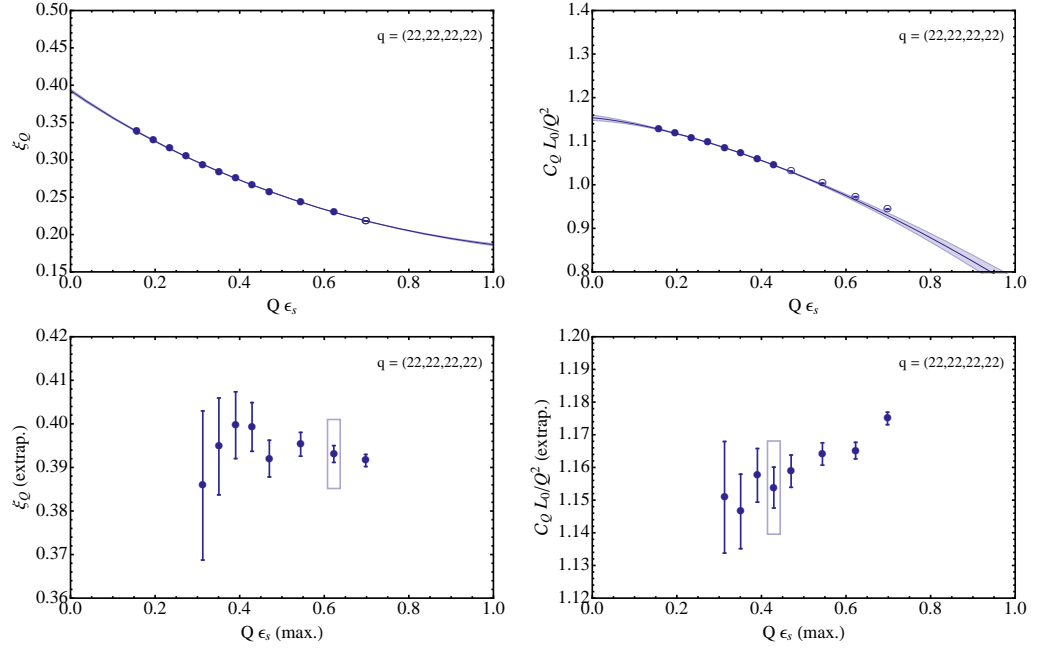 0.50
0.45
0.40
0.35
0.30
0.25
0.20
0.15
0.0 0.2 0.4 0.6 0.8 1.0
ξQ
Q ϵs
q = (22,22,22,22)
1.4
1.3
1.2
1.1
1.0
0.9
0.8
0.0 0.2 0.4 0.6 0.8 1.0
CQ L0/Q²
Q ϵs
q = (22,22,22,22)
0.42
0.41
0.40
0.39
0.38
0.37
0.36
0.0 0.2 0.4 0.6 0.8 1.0
ξQ (extrap.)
Q ϵs (max.)
q = (22,22,22,22)
1.20
1.19
1.18
1.17
1.16
1.15
1.14
1.13
1.12
0.0 0.2 0.4 0.6 0.8 1.0
CQ L0/Q² (extrap.)
Q ϵs (max.)
q = (22,22,22,22)